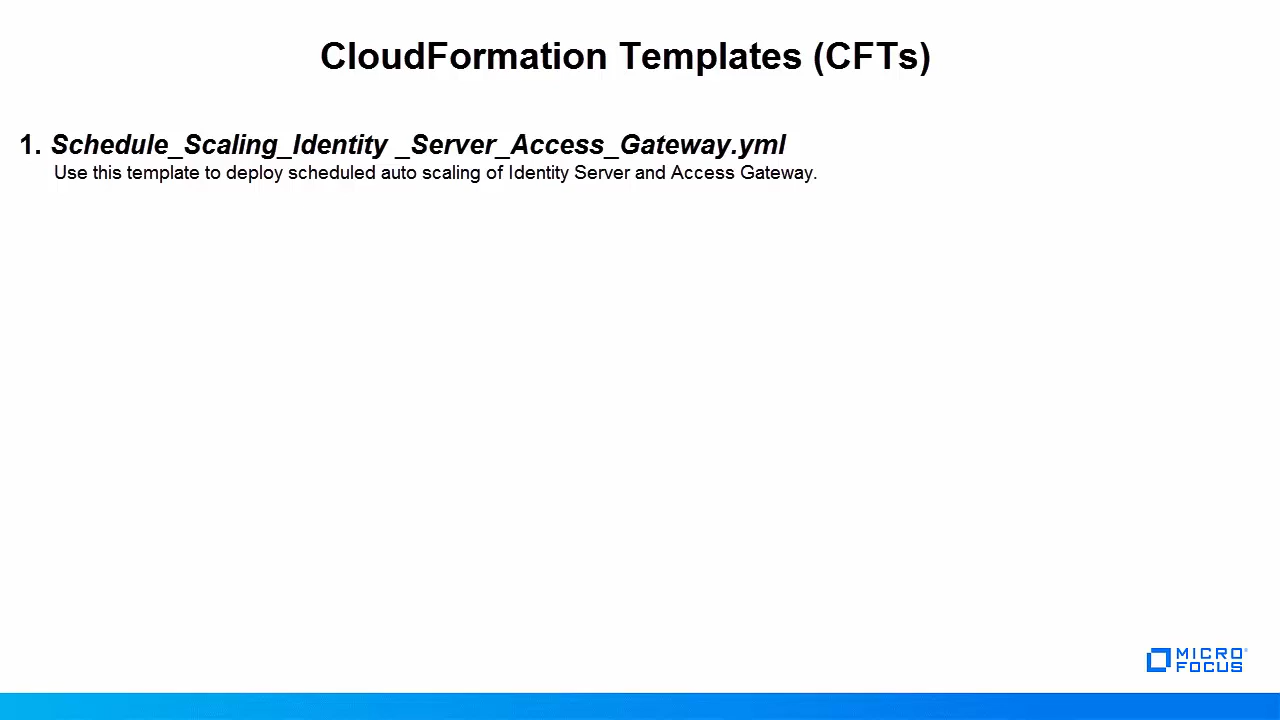 CloudFormation Templates (CFTs)
1. Schedule_Scaling_Identity _Server_Access_Gateway.yml
Use this template to deploy scheduled auto scaling of Identity Server and Access Gateway.
MICRO
FOCUS